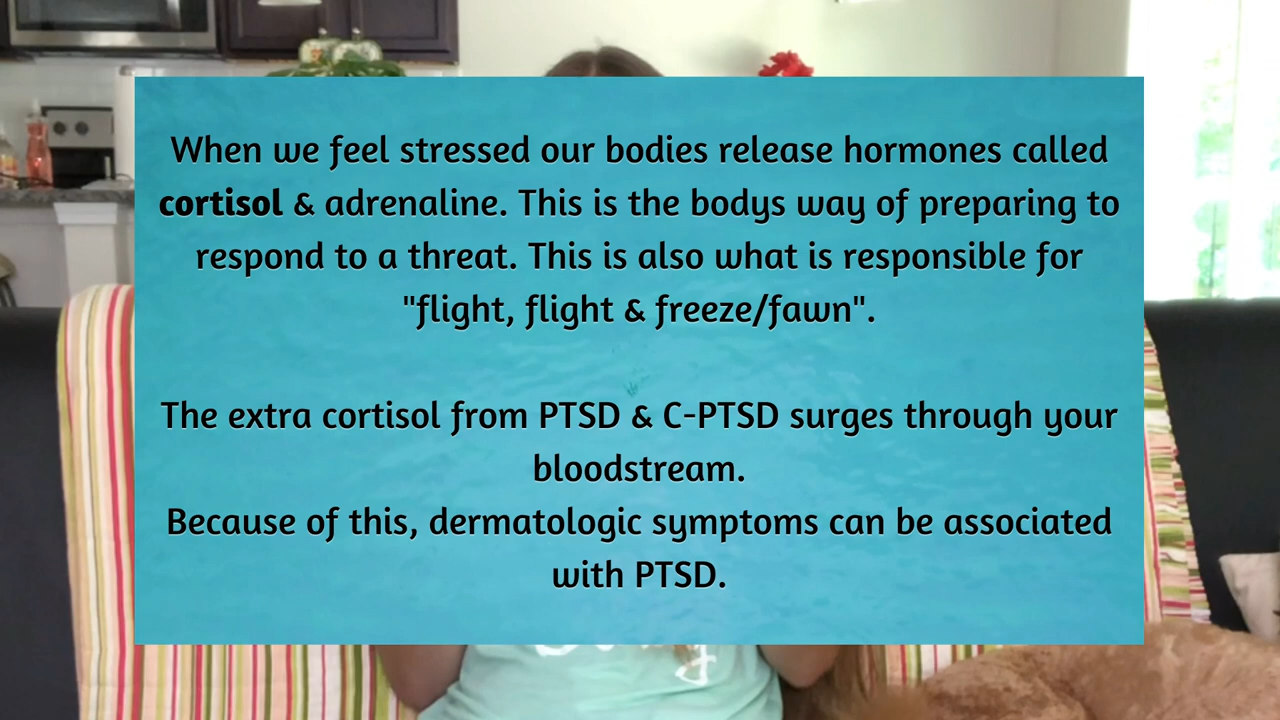 When we feel stressed our bodies release hormones called
cortisol & adrenaline. This is the bodys way of preparing to
respond to a threat. This is also what is responsible for
"flight, flight & freeze/fawn".
The extra cortisol from PTSD & C-PTSD surges through your
bloodstream.
Because of this, dermatologic symptoms can be associated
with PTSD.